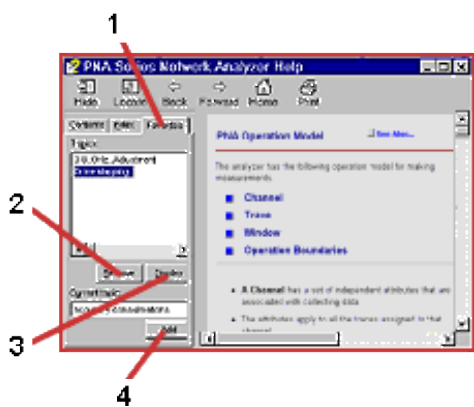 1
PNA Series Network Analyzer Help
Hide Locate Back Forward Home Print
Contents Index Favorites
Topics:
PNA Operation Model
See Also...
The analyzer has the following operation model for making
measurements.
Channel
Trace
Window
Operation Boundaries
2
Remove Display
Current topic:
A Channel has a set of independent attributes that are
associated with collecting data
The attributes apply to all the traces assigned to that
channel
3
Add
4